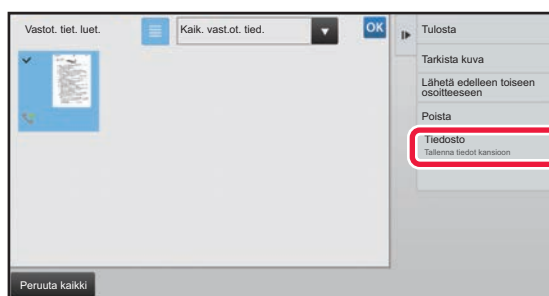 Vastot. tiet. luet.
Kaik. vast.ot. tied.
OK
Tulosta
Tarkista kuva
Lähetä edelleen toiseen
osoitteeseen
Poista
Tiedosto
Tallenna tiedot kansioon
Peruuta kaikki